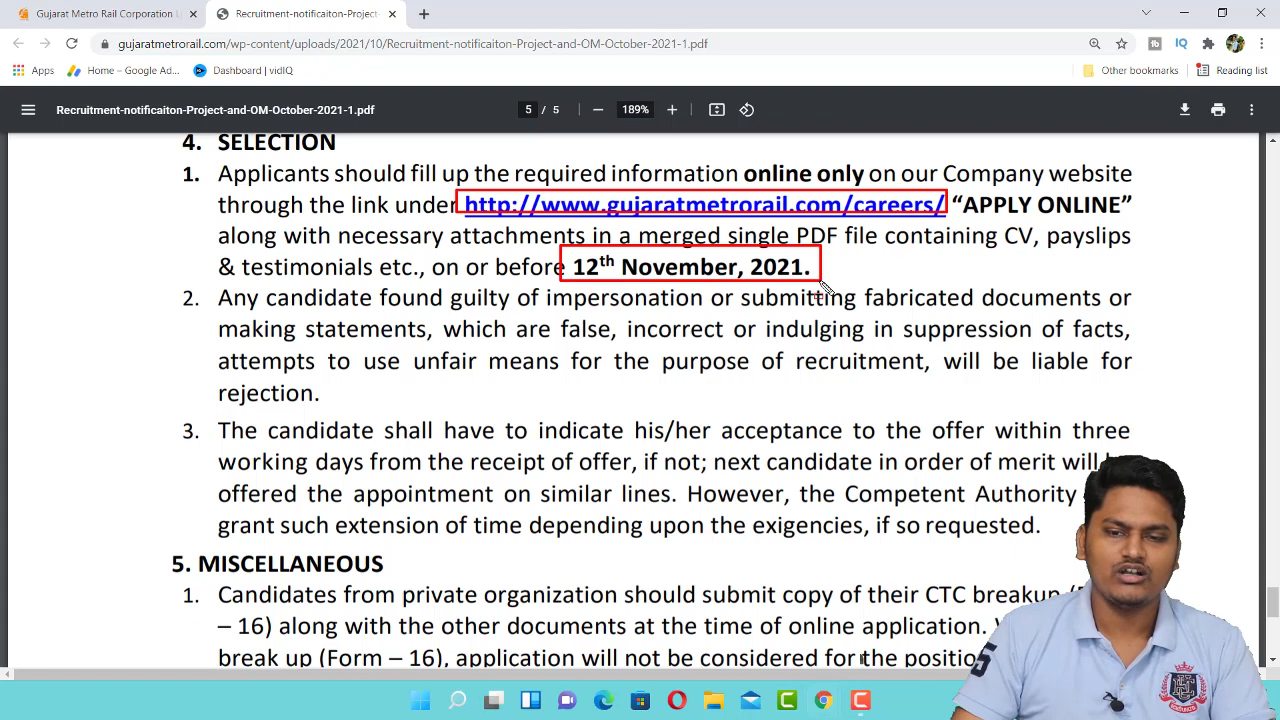 Gujarat Metro Rail Corporation
Recruitment-notificaiton-Project-
gujaratmetrorail.com/wp-content/uploads/2021/10/Recruitment-notificaiton-Project-and-OM-October-2021-1.pdf
Apps
Home – Google Ad...
Dashboard | vidIQ
Other bookmarks
Reading list
Recruitment-notificaiton-Project-and-OM-October-2021-1.pdf
5 / 5
189%
4. SELECTION
1. Applicants should fill up the required information online only on our Company website
through the link under http://www.gujaratmetrorail.com/careers/ “APPLY ONLINE”
along with necessary attachments in a merged single PDF file containing CV, payslips
& testimonials etc., on or before 12th November, 2021.
2. Any candidate found guilty of impersonation or submitting fabricated documents or
making statements, which are false, incorrect or indulging in suppression of facts,
attempts to use unfair means for the purpose of recruitment, will be liable for
rejection.
3. The candidate shall have to indicate his/her acceptance to the offer within three
working days from the receipt of offer, if not; next candidate in order of merit will
offered the appointment on similar lines. However, the Competent Authority
grant such extension of time depending upon the exigencies, if so requested.
5. MISCELLANEOUS
1. Candidates from private organization should submit copy of their CTC breakup
– 16) along with the other documents at the time of online application.
break up (Form – 16), application will not be considered for the